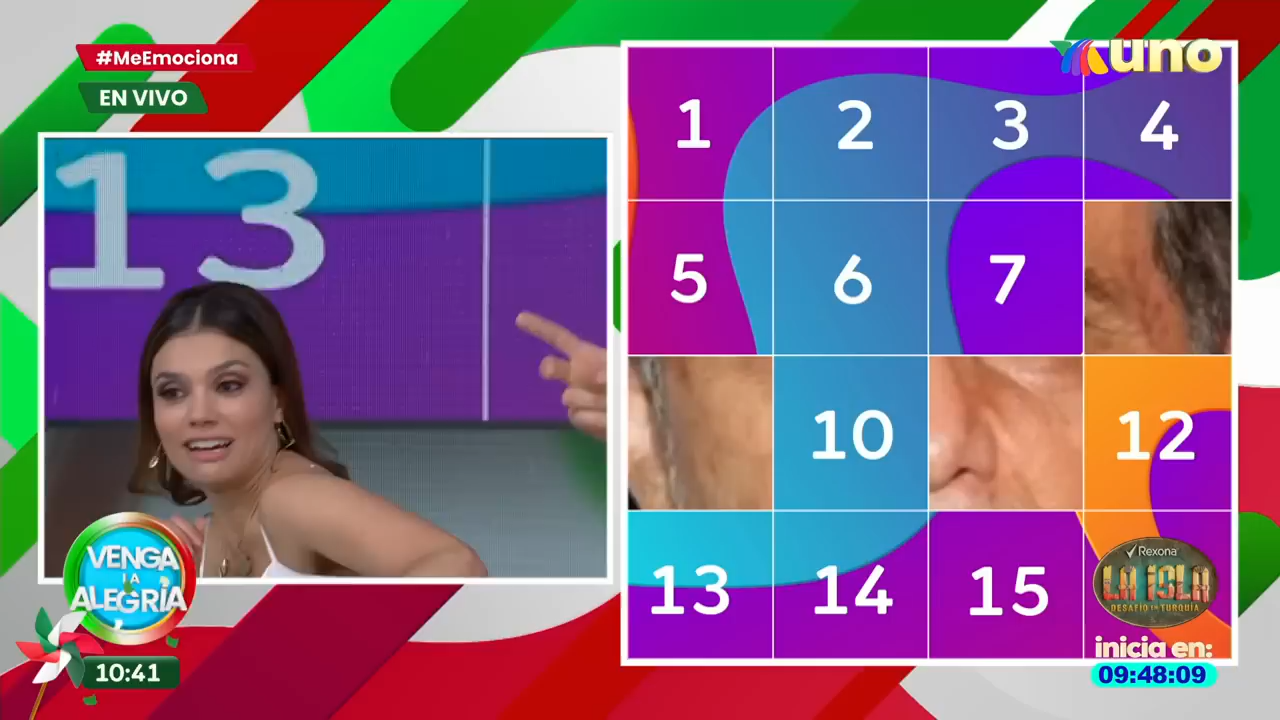 #MeEmociona
EN VIVO
13
VENGA
LA
ALEGRÍA
10:41
UNO
1 2 3 4
5 6 7
10 12
13 14 15
Rexona
LA ISLA
DESAFÍO EN TURQUÍA
inicia en:
09:48:09